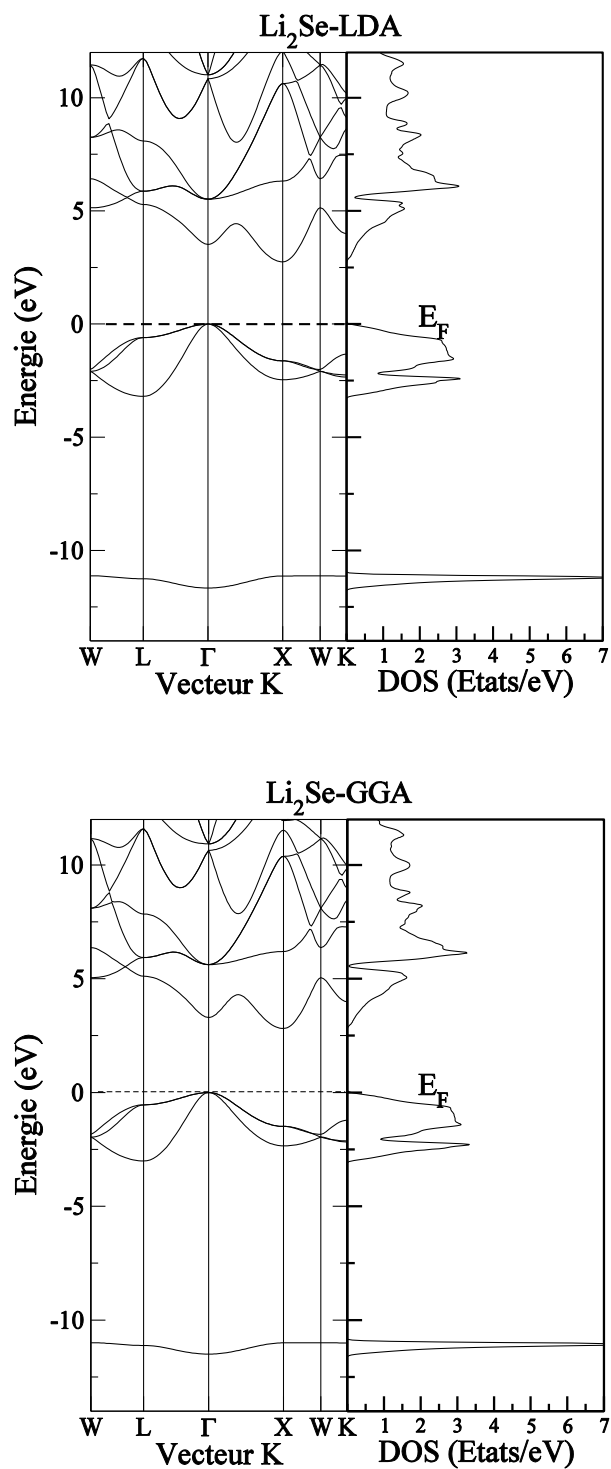 Li₂Se-LDA
10
5
0
-5
-10
Energie (eV)
E_F
W L Γ X W K
1 2 3 4 5 6 7
Vecteur K
DOS (Etats/eV)
Li₂Se-GGA
10
5
0
-5
-10
Energie (eV)
E_F
W L Γ X W K
1 2 3 4 5 6 7
Vecteur K
DOS (Etats/eV)